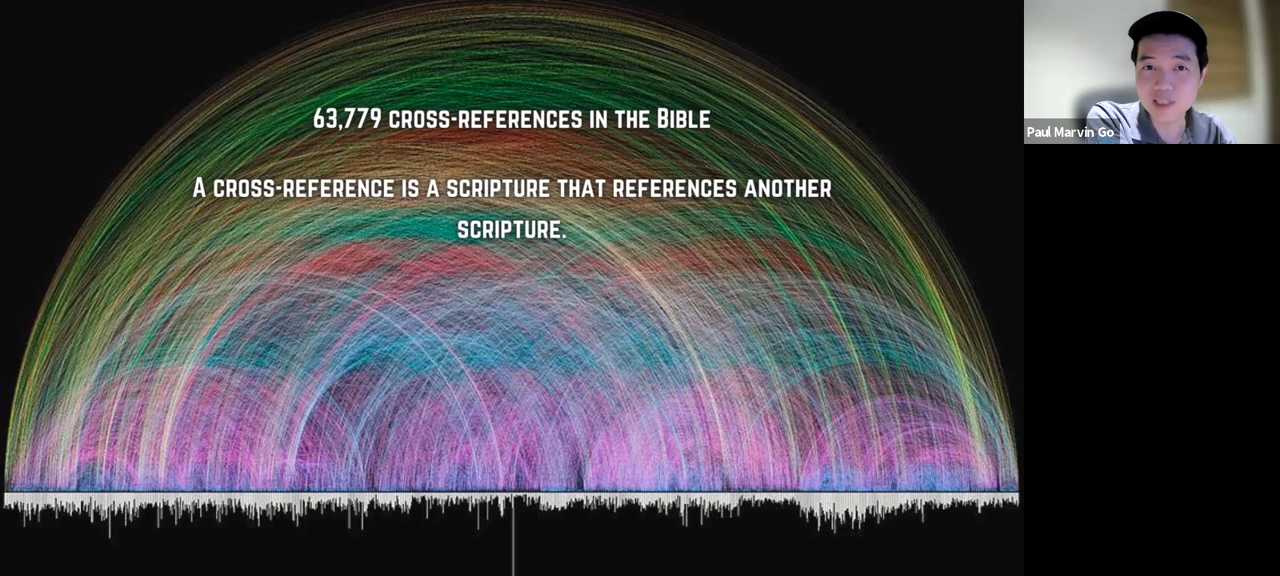 63,779 cross-references in the Bible
A cross-reference is a scripture that references another
scripture.
Paul Marvin Go